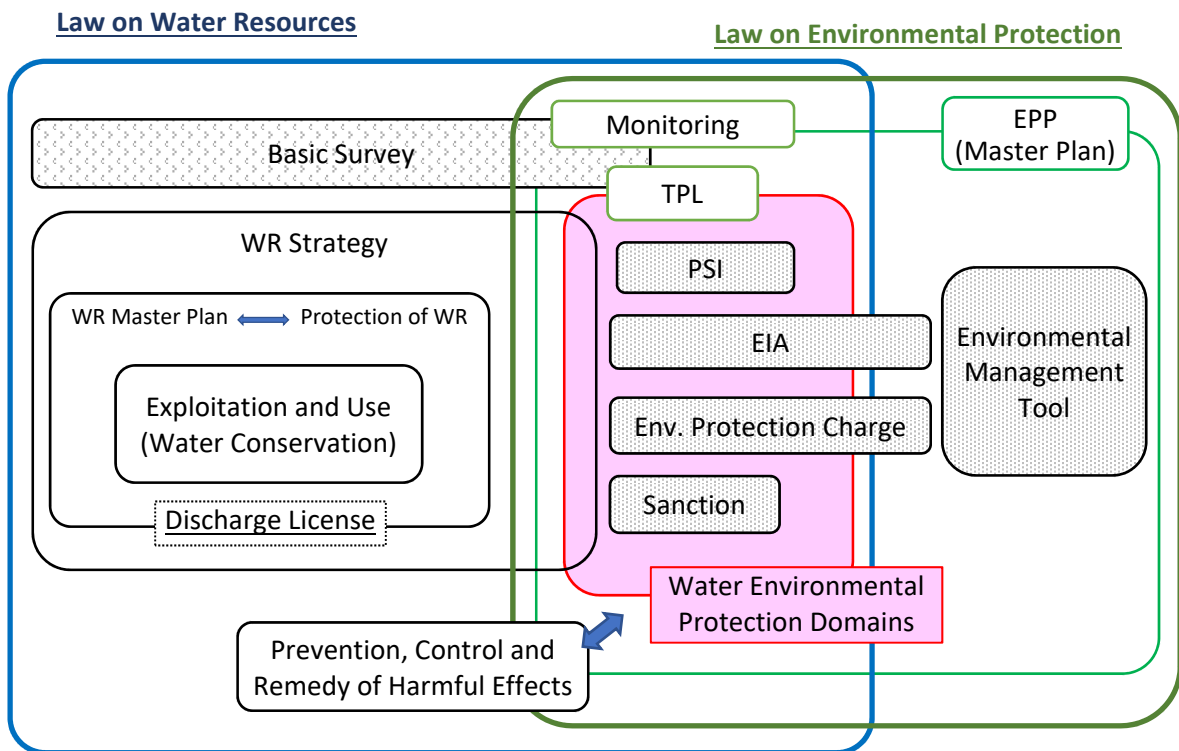 Law on Water Resources
Law on Environmental Protection
Monitoring
EPP
(Master Plan)
Basic Survey
TPL
WR Strategy
PSI
WR Master Plan
Protection of WR
EIA
Environmental
Management
Tool
Exploitation and Use
(Water Conservation)
Env. Protection Charge
Sanction
Discharge License
Water Environmental
Protection Domains
Prevention, Control and
Remedy of Harmful Effects